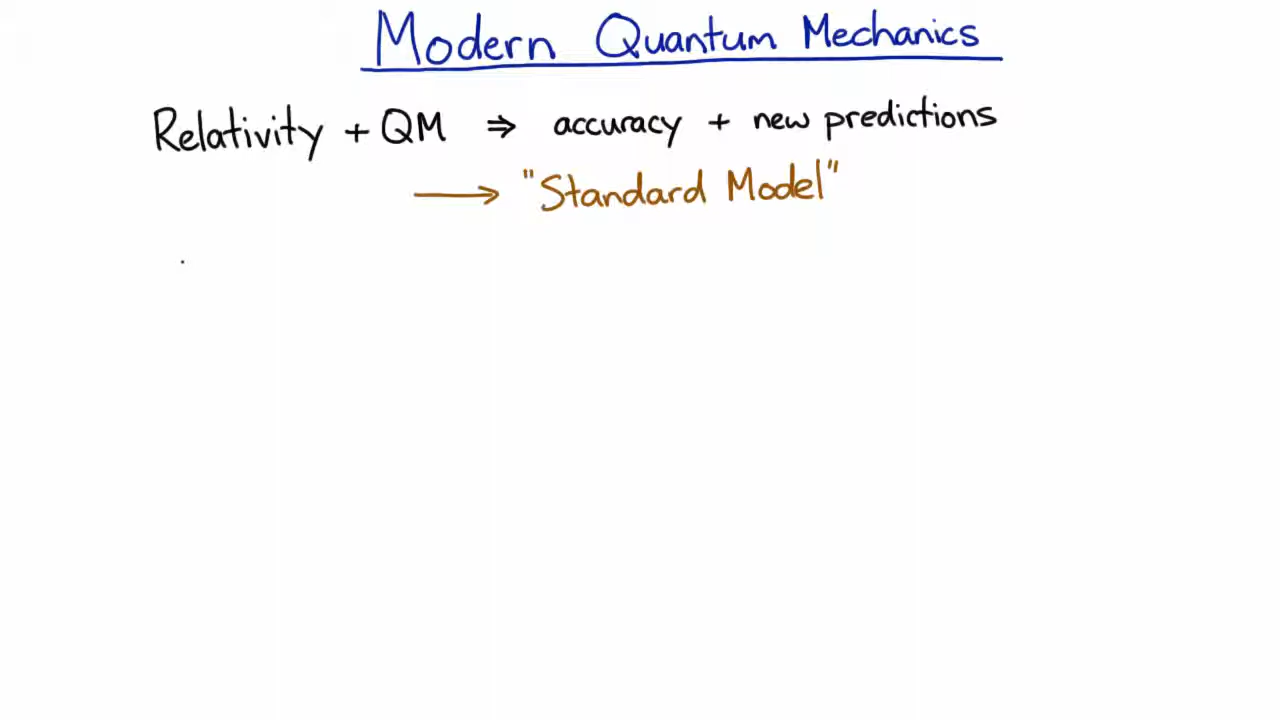 Modern Quantum Mechanics
Relativity + QM ⇒ accuracy + new predictions
⟶ "Standard Model"